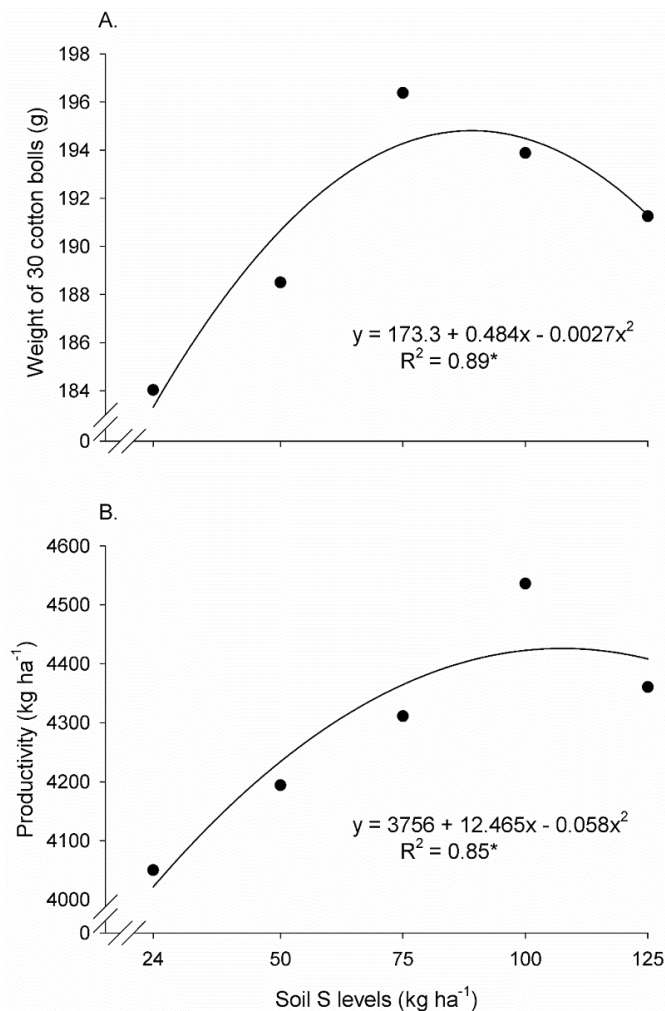 A.
Weight of 30 cotton bolls (g)
198
196
194
192
190
188
186
184
0
y = 173.3 + 0.484x - 0.0027x²
R² = 0.89*
B.
Productivity (kg ha⁻¹)
4600
4500
4400
4300
4200
4100
4000
0
y = 3756 + 12.465x - 0.058x²
R² = 0.85*
24 50 75 100 125
Soil S levels (kg ha⁻¹)